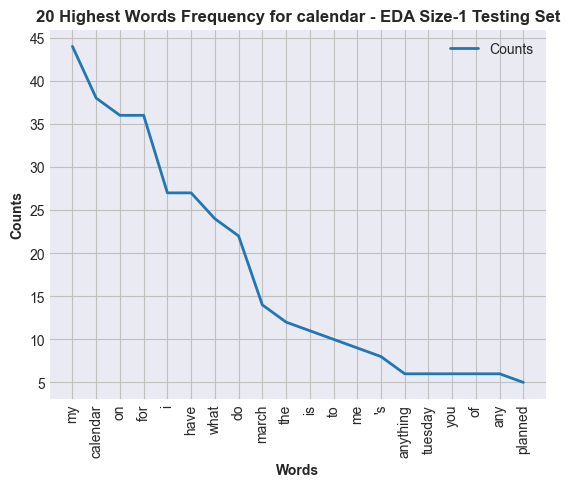 20 Highest Words Frequency for calendar - EDA Size-1 Testing Set
Counts
45
40
35
30
25
20
15
10
5
Counts
my
calendar
on
for
i
have
what
do
march
the
is
to
me
's
anything
tuesday
you
of
any
planned
Words